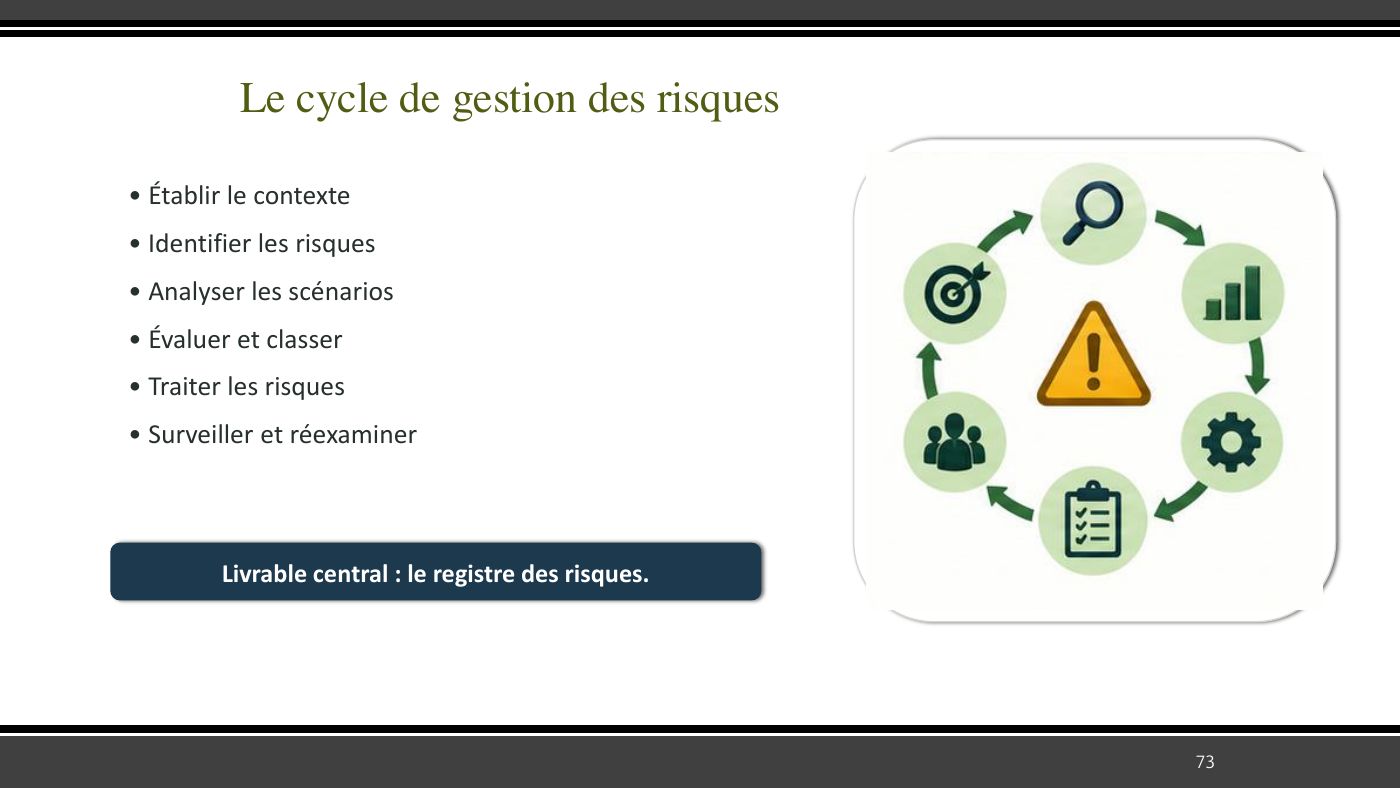 Le cycle de gestion des risques
• Établir le contexte
• Identifier les risques
• Analyser les scénarios
• Évaluer et classer
• Traiter les risques
• Surveiller et réexaminer
Livrable central : le registre des risques.
73